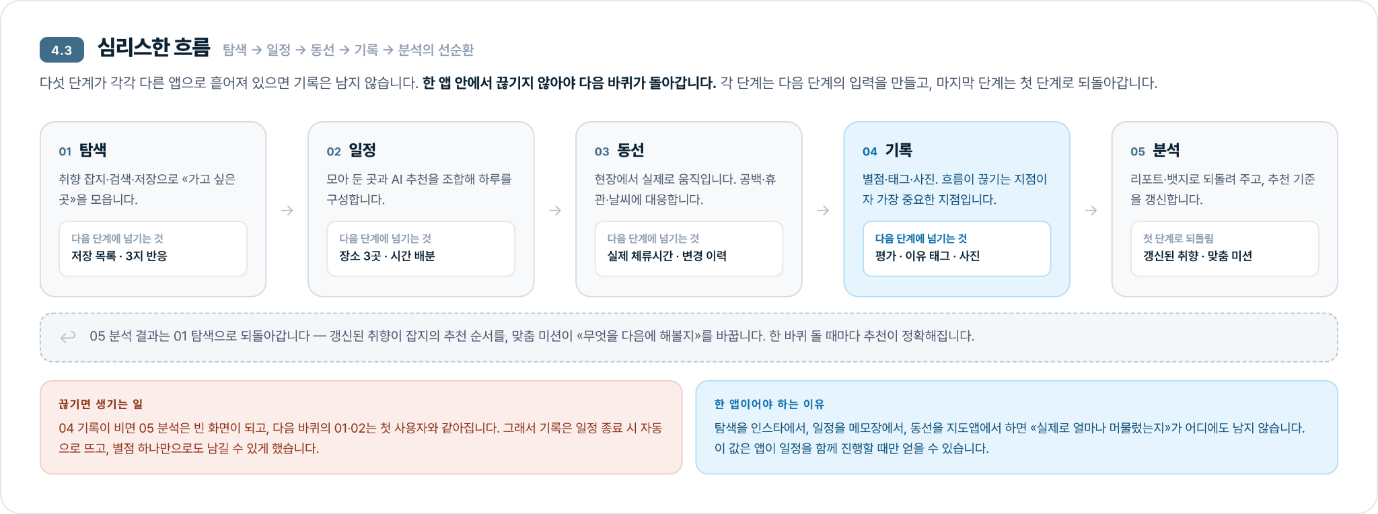 4.3 심리스한 흐름 탐색 → 일정 → 동선 → 기록 → 분석의 선순환
다섯 단계가 각각 다른 앱으로 흩어져 있으면 기록은 남지 않습니다. 한 앱 안에서 끊기지 않아야 다음 바퀴가 돌아갑니다. 각 단계는 다음 단계의 입력을 만들고, 마지막 단계는 첫 단계로 되돌아갑니다.
01 탐색
취향 잡지·검색·저장으로 «가고 싶은
곳»을 모읍니다.
다음 단계에 넘기는 것
저장 목록 · 3지 반응
→
02 일정
모아 둔 곳과 AI 추천을 조합해 하루를
구성합니다.
다음 단계에 넘기는 것
장소 3곳 · 시간 배분
→
03 동선
현장에서 실제로 움직입니다. 공백·휴
관·날씨에 대응합니다.
다음 단계에 넘기는 것
실제 체류시간 · 변경 이력
→
04 기록
별점·태그·사진. 흐름이 끊기는 지점이
자 가장 중요한 지점입니다.
다음 단계에 넘기는 것
평가 · 이유 태그 · 사진
→
05 분석
리포트·뱃지로 되돌려 주고, 추천 기준
을 갱신합니다.
첫 단계로 되돌림
갱신된 취향 · 맞춤 미션
↩ 05 분석 결과는 01 탐색으로 되돌아갑니다 — 갱신된 취향이 잡지의 추천 순서를, 맞춤 미션이 «무엇을 다음에 해볼지»를 바꿉니다. 한 바퀴 돌 때마다 추천이 정확해집니다.
끊기면 생기는 일
04 기록이 비면 05 분석은 빈 화면이 되고, 다음 바퀴의 01·02는 첫 사용자와 같아집니다. 그래서 기록은 일정 종료 시 자동
으로 뜨고, 별점 하나만으로도 남길 수 있게 했습니다.
한 앱이어야 하는 이유
탐색을 인스타에서, 일정을 메모장에서, 동선을 지도앱에서 하면 «실제로 얼마나 머물렀는지»가 어디에도 남지 않습니다.
이 값은 앱이 일정을 함께 진행할 때만 얻을 수 있습니다.